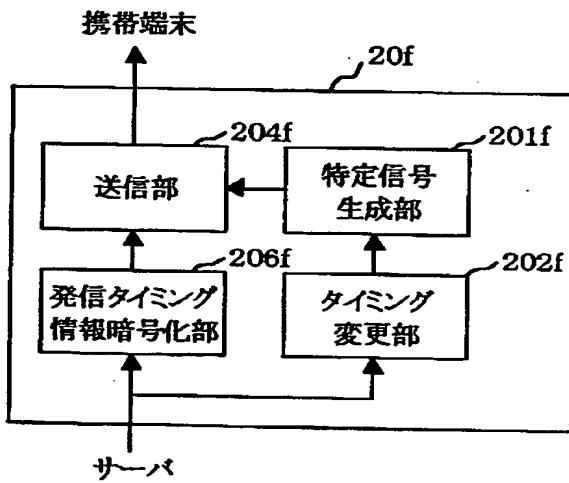 携帯端末
20f
204f
201f
送信部
特定信号
生成部
206f
202f
発信タイミング
情報暗号化部
タイミング
変更部
サーバ